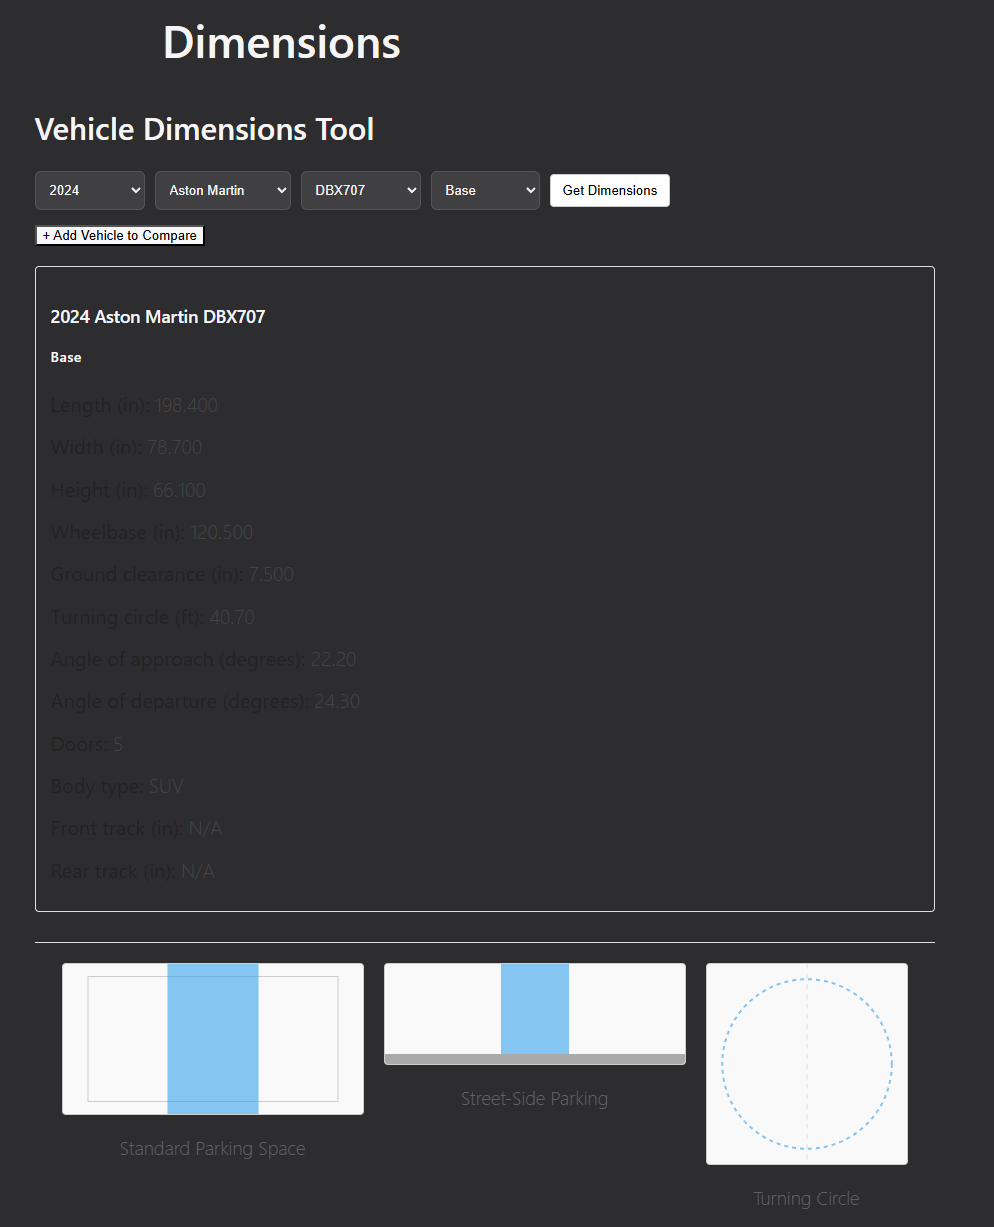 Dimensions
Vehicle Dimensions Tool
2024 Aston Martin DBX707 Base Get Dimensions
+ Add Vehicle to Compare
2024 Aston Martin DBX707
Base
Length (in): 198.400
Width (in): 78.700
Height (in): 66.100
Wheelbase (in): 120.500
Ground clearance (in): 7.500
Turning circle (ft): 40.70
Angle of approach (degrees): 22.20
Angle of departure (degrees): 24.30
Doors: 5
Body type: SUV
Front track (in): N/A
Rear track (in): N/A
Standard Parking Space
Street-Side Parking
Turning Circle